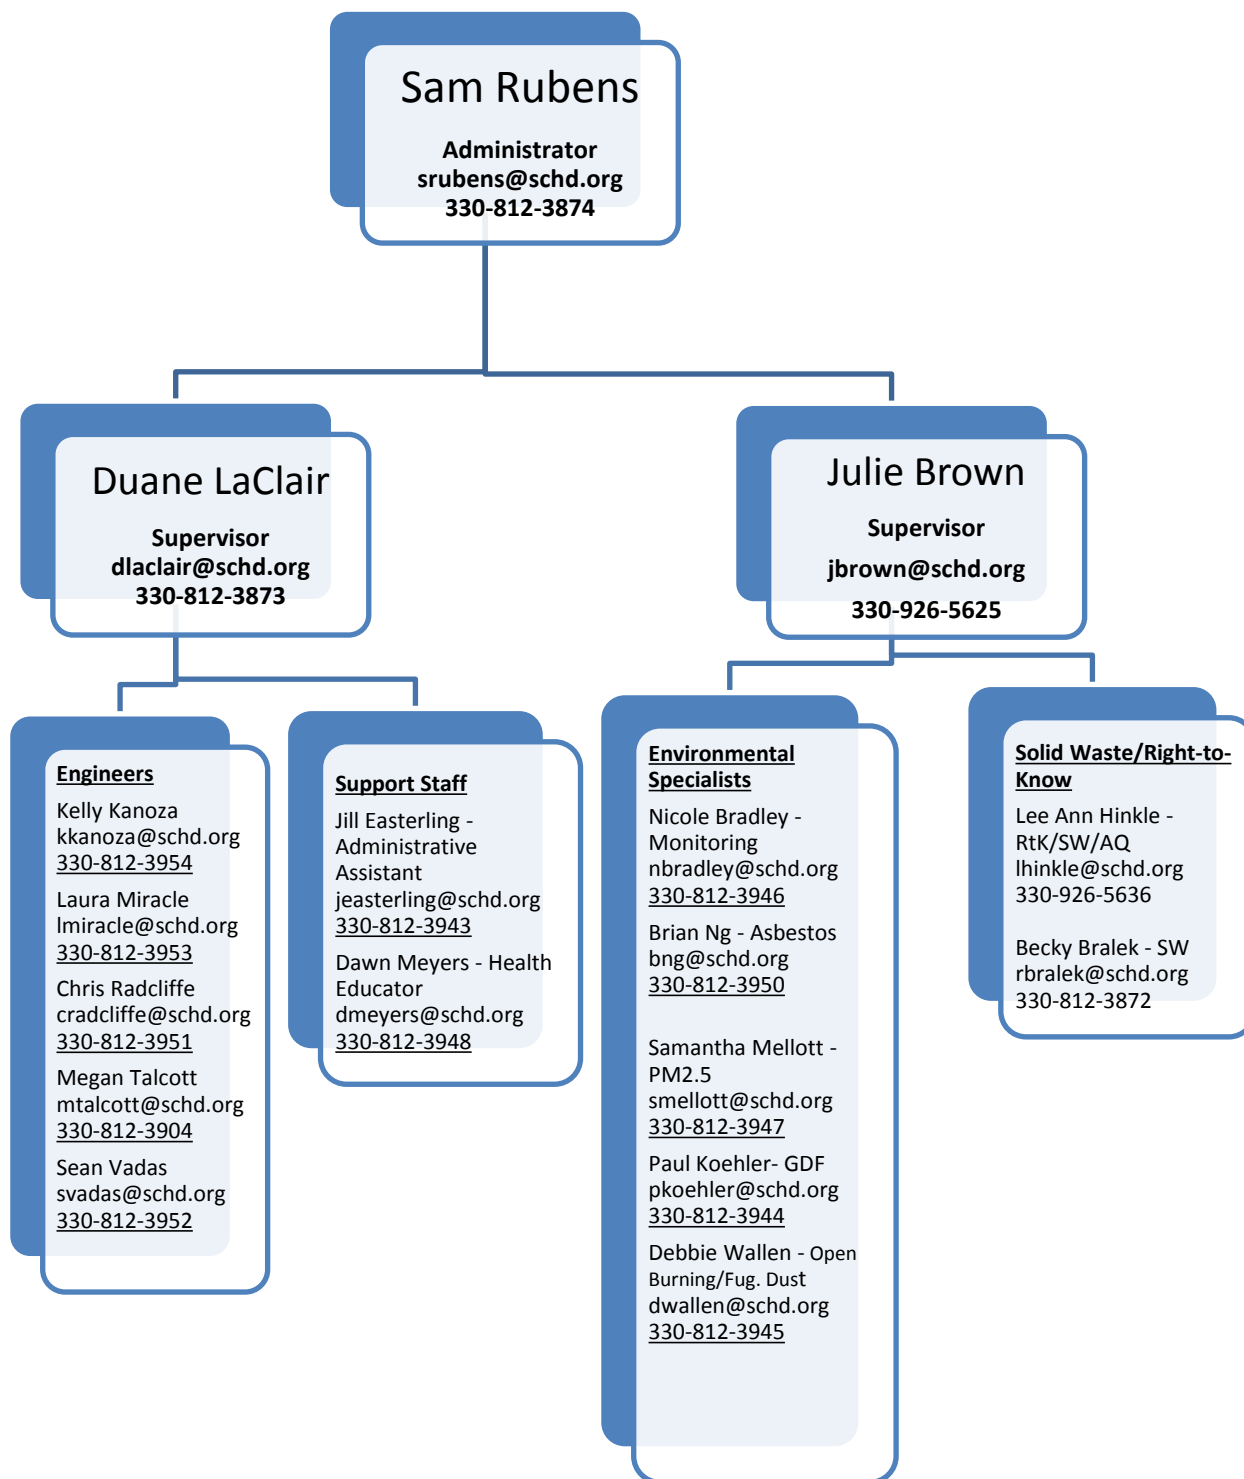 Sam Rubens
Administrator
srubens@schd.org
330-812-3874
Duane LaClair
Supervisor
dlaclair@schd.org
330-812-3873
Julie Brown
Supervisor
jbrown@schd.org
330-926-5625
Engineers
Kelly Kanoza
kkanoza@schd.org
330-812-3954
Laura Miracle
lmiracle@schd.org
330-812-3953
Chris Radcliffe
cradcliffe@schd.org
330-812-3951
Megan Talcott
mtalcott@schd.org
330-812-3904
Sean Vadas
svadas@schd.org
330-812-3952
Support Staff
Jill Easterling -
Administrative
Assistant
jeasterling@schd.org
330-812-3943
Dawn Meyers - Health
Educator
dmeyers@schd.org
330-812-3948
Environmental
Specialists
Nicole Bradley -
Monitoring
nbradley@schd.org
330-812-3946
Brian Ng - Asbestos
bng@schd.org
330-812-3950
Samantha Mellott -
PM2.5
smellott@schd.org
330-812-3947
Paul Koehler- GDF
pkoehler@schd.org
330-812-3944
Debbie Wallen - Open
Burning/Fug. Dust
dwallen@schd.org
330-812-3945
Solid Waste/Right-to-
Know
Lee Ann Hinkle -
RtK/SW/AQ
lhinkle@schd.org
330-926-5636
Becky Bralek - SW
rbralek@schd.org
330-812-3872